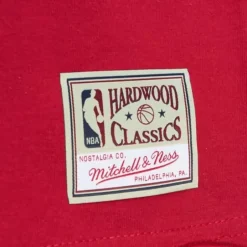 HARDWOOD
CLASSICS
NBA
NOSTALGIA CO.
Mitchell & Ness
PHILADELPHIA, PA.